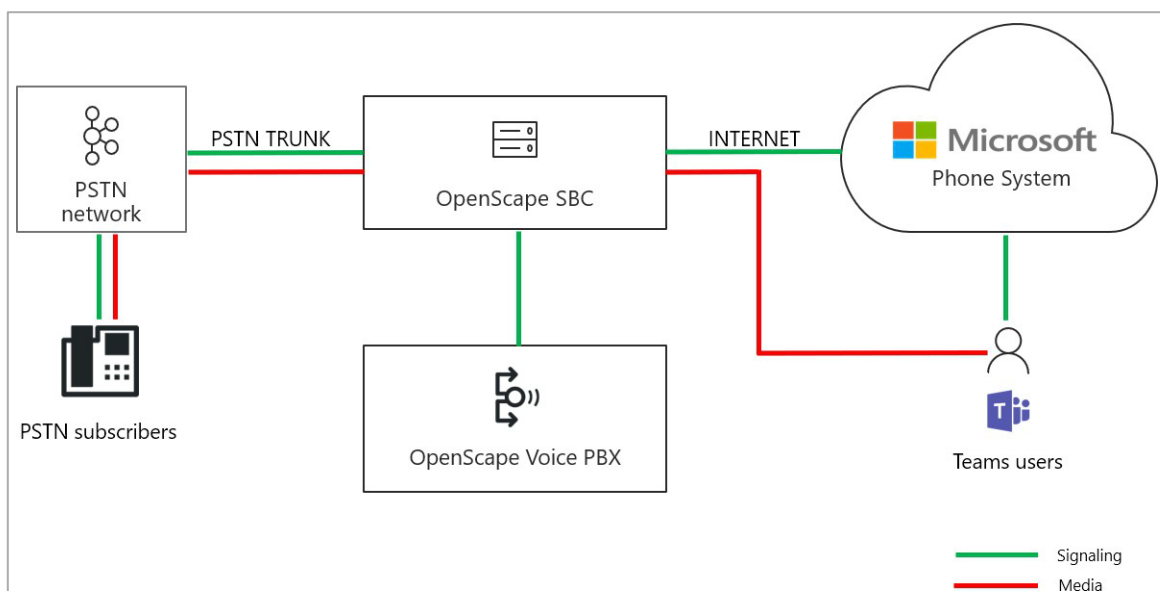 PSTN
network
PSTN TRUNK
OpenScape SBC
INTERNET
Microsoft
Phone System
PSTN subscribers
OpenScape Voice PBX
T
Teams users
Signaling
Media